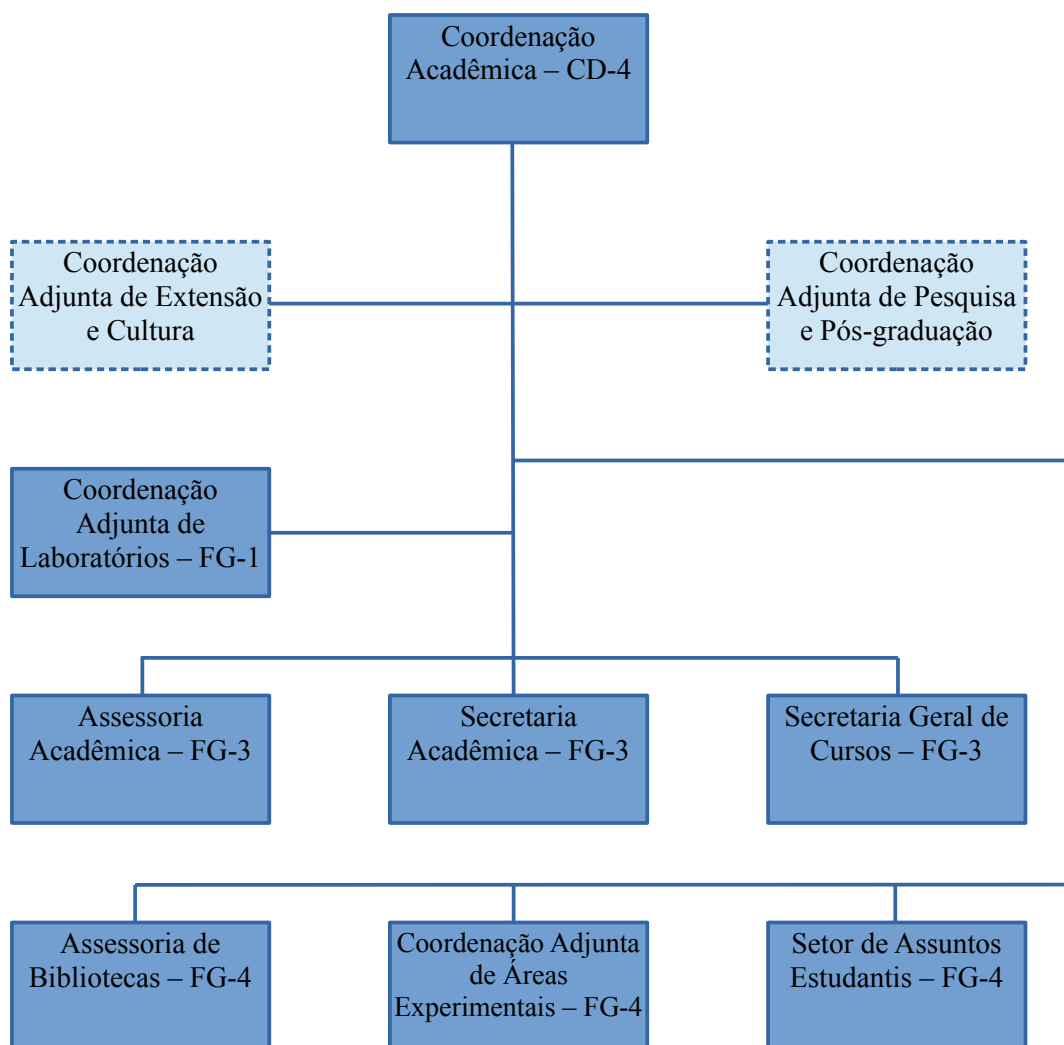 Coordenação
Acadêmica – CD-4
Coordenação
Adjunta de Extensão
e Cultura
Coordenação
Adjunta de Pesquisa
e Pós-graduação
Coordenação
Adjunta de
Laboratórios – FG-1
Assessoria
Acadêmica – FG-3
Secretaria
Acadêmica – FG-3
Secretaria Geral de
Cursos – FG-3
Assessoria de
Bibliotecas – FG-4
Coordenação Adjunta
de Áreas
Experimentais – FG-4
Setor de Assuntos
Estudantis – FG-4